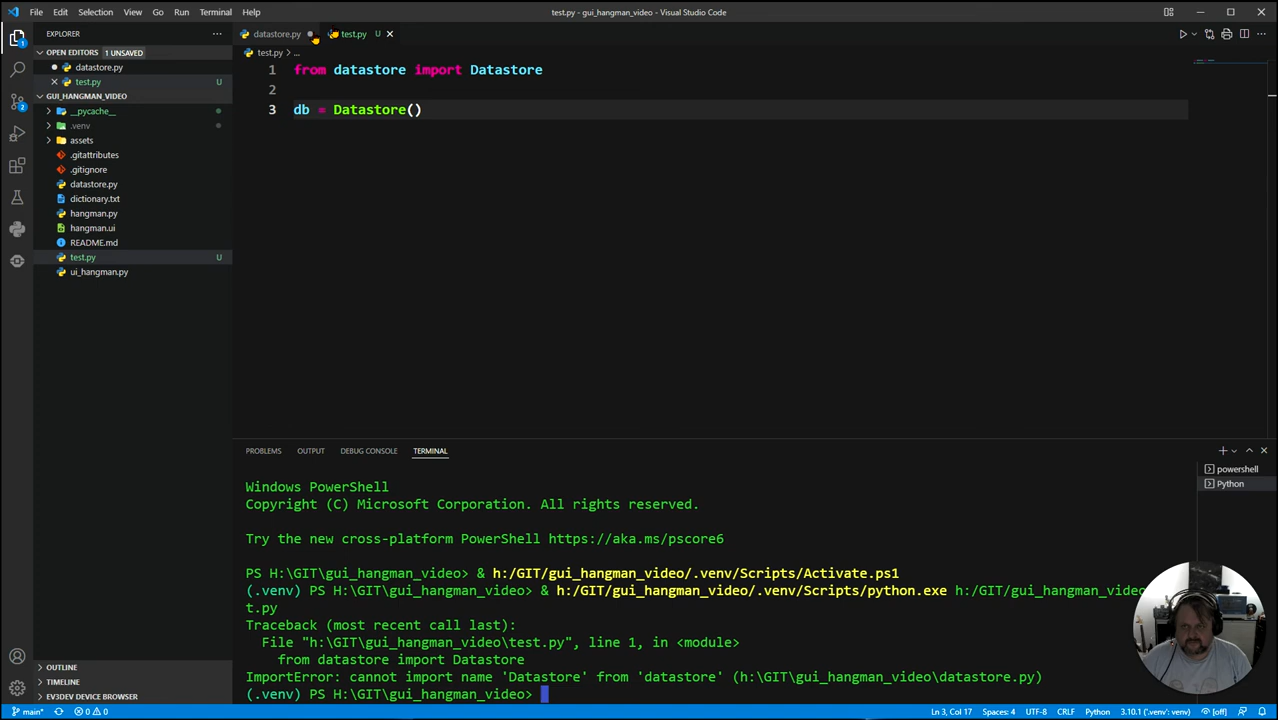 File Edit Selection View Go Run Terminal Help
test.py - gui_hangman_video - Visual Studio Code
EXPLORER
datastore.py
test.py U
OPEN EDITORS 1 UNSAVED
test.py > ...
datastore.py
test.py U
GUI_HANGMAN_VIDEO
__pycache__
.venv
assets
.gitattributes
.gitignore
datastore.py
dictionary.txt
hangman.py
hangman.ui
README.md
test.py U
ui_hangman.py
1 from datastore import Datastore
2
3 db = Datastore()
PROBLEMS OUTPUT DEBUG CONSOLE TERMINAL
powershell
Python
Windows PowerShell
Copyright (C) Microsoft Corporation. All rights reserved.
Try the new cross-platform PowerShell https://aka.ms/pscore6
PS H:\GIT\gui_hangman_video> & h:/GIT/gui_hangman_video/.venv/Scripts/Activate.ps1
(.venv) PS H:\GIT\gui_hangman_video> & h:/GIT/gui_hangman_video/.venv/Scripts/python.exe h:/GIT/gui_hangman_video
t.py
Traceback (most recent call last):
File "h:\GIT\gui_hangman_video\test.py", line 1, in <module>
from datastore import Datastore
ImportError: cannot import name 'Datastore' from 'datastore' (h:\GIT\gui_hangman_video\datastore.py)
(.venv) PS H:\GIT\gui_hangman_video>
OUTLINE
TIMELINE
EV3DEV DEVICE BROWSER
main* 0 0 Ln 3, Col 17 Spaces: 4 UTF-8 CRLF Python 3.10.1 ('.venv': venv) [off]